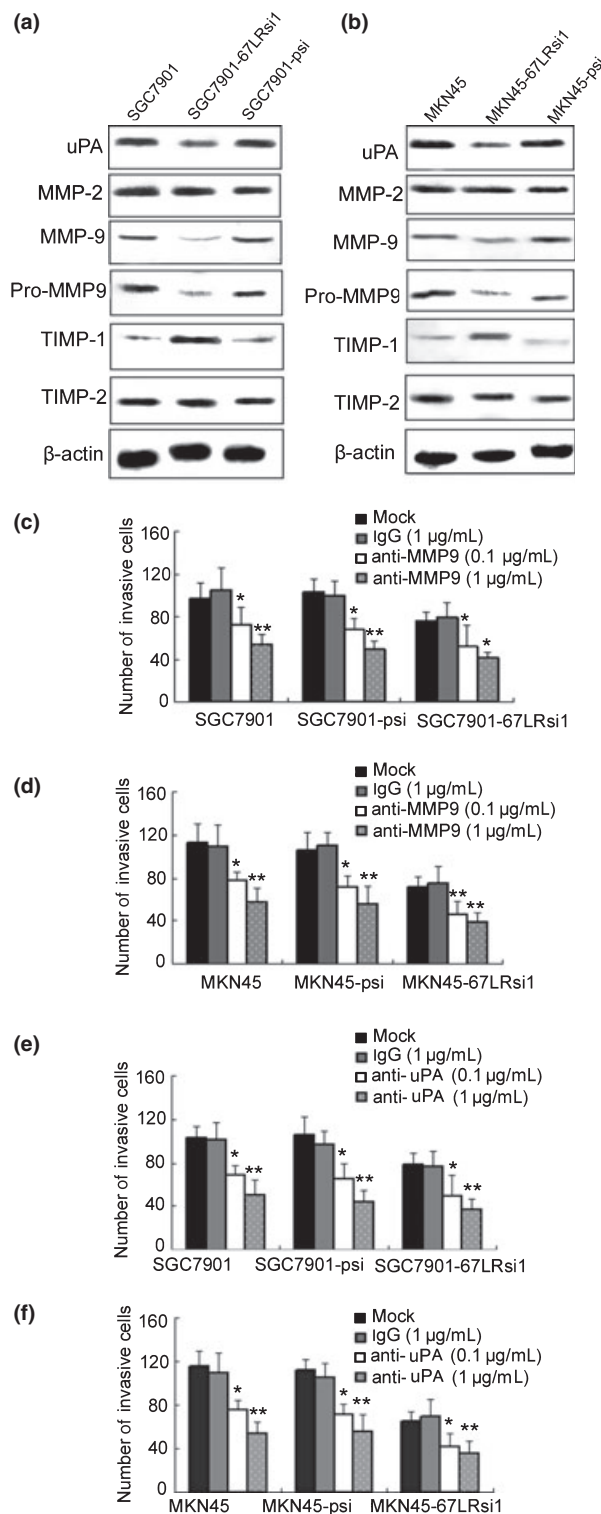 (a)
SGC7901
SGC7901-67LRsi1
SGC7901-psi
uPA
MMP-2
MMP-9
Pro-MMP9
TIMP-1
TIMP-2
β-actin
(b)
MKN45
MKN45-67LRsi1
MKN45-psi
uPA
MMP-2
MMP-9
Pro-MMP9
TIMP-1
TIMP-2
β-actin
(c)
Number of invasive cells
160
120
80
40
0
Mock
IgG (1 µg/mL)
anti-MMP9 (0.1 µg/mL)
anti-MMP9 (1 µg/mL)
* ** * ** * *
SGC7901 SGC7901-psi SGC7901-67LRsi1
(d)
Number of invasive cells
160
120
80
40
0
Mock
IgG (1 µg/mL)
anti-MMP9 (0.1 µg/mL)
anti-MMP9 (1 µg/mL)
* ** * ** ** **
MKN45 MKN45-psi MKN45-67LRsi1
(e)
Number of invasive cells
160
120
80
40
0
Mock
IgG (1 µg/mL)
anti-uPA (0.1 µg/mL)
anti-uPA (1 µg/mL)
* ** * ** * **
SGC7901 SGC7901-psi SGC7901-67LRsi1
(f)
Number of invasive cells
160
120
80
40
0
Mock
IgG (1 µg/mL)
anti-uPA (0.1 µg/mL)
anti-uPA (1 µg/mL)
* ** * ** * **
MKN45 MKN45-psi MKN45-67LRsi1